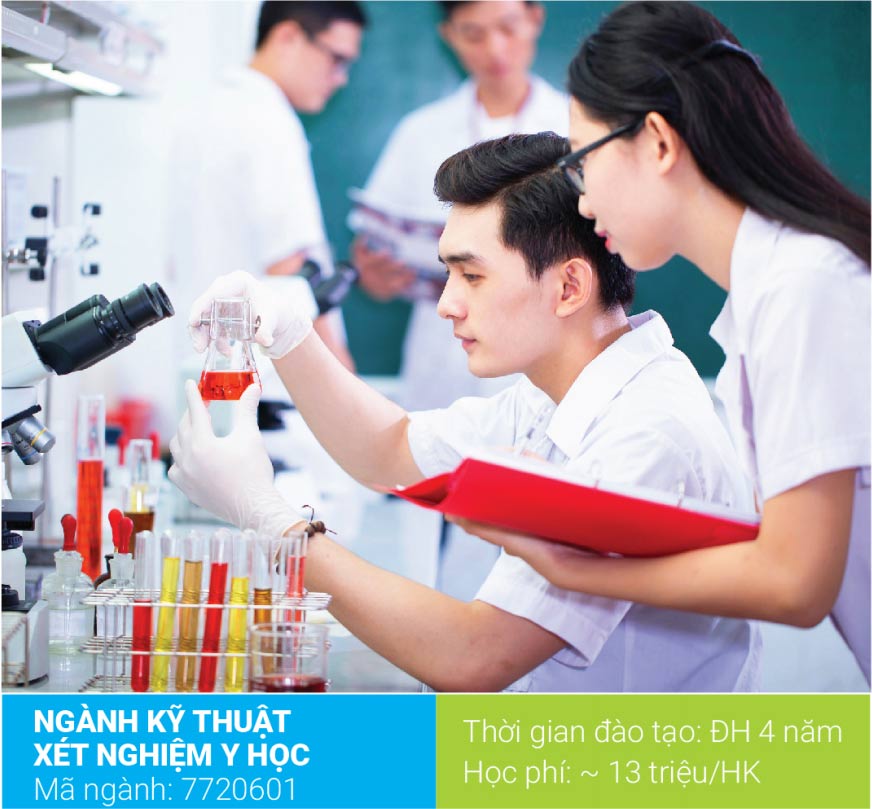 NGÀNH KỸ THUẬT
XÉT NGHIỆM Y HỌC
Mã ngành: 7720601
Thời gian đào tạo: ĐH 4 năm
Học phí: ~ 13 triệu/HK